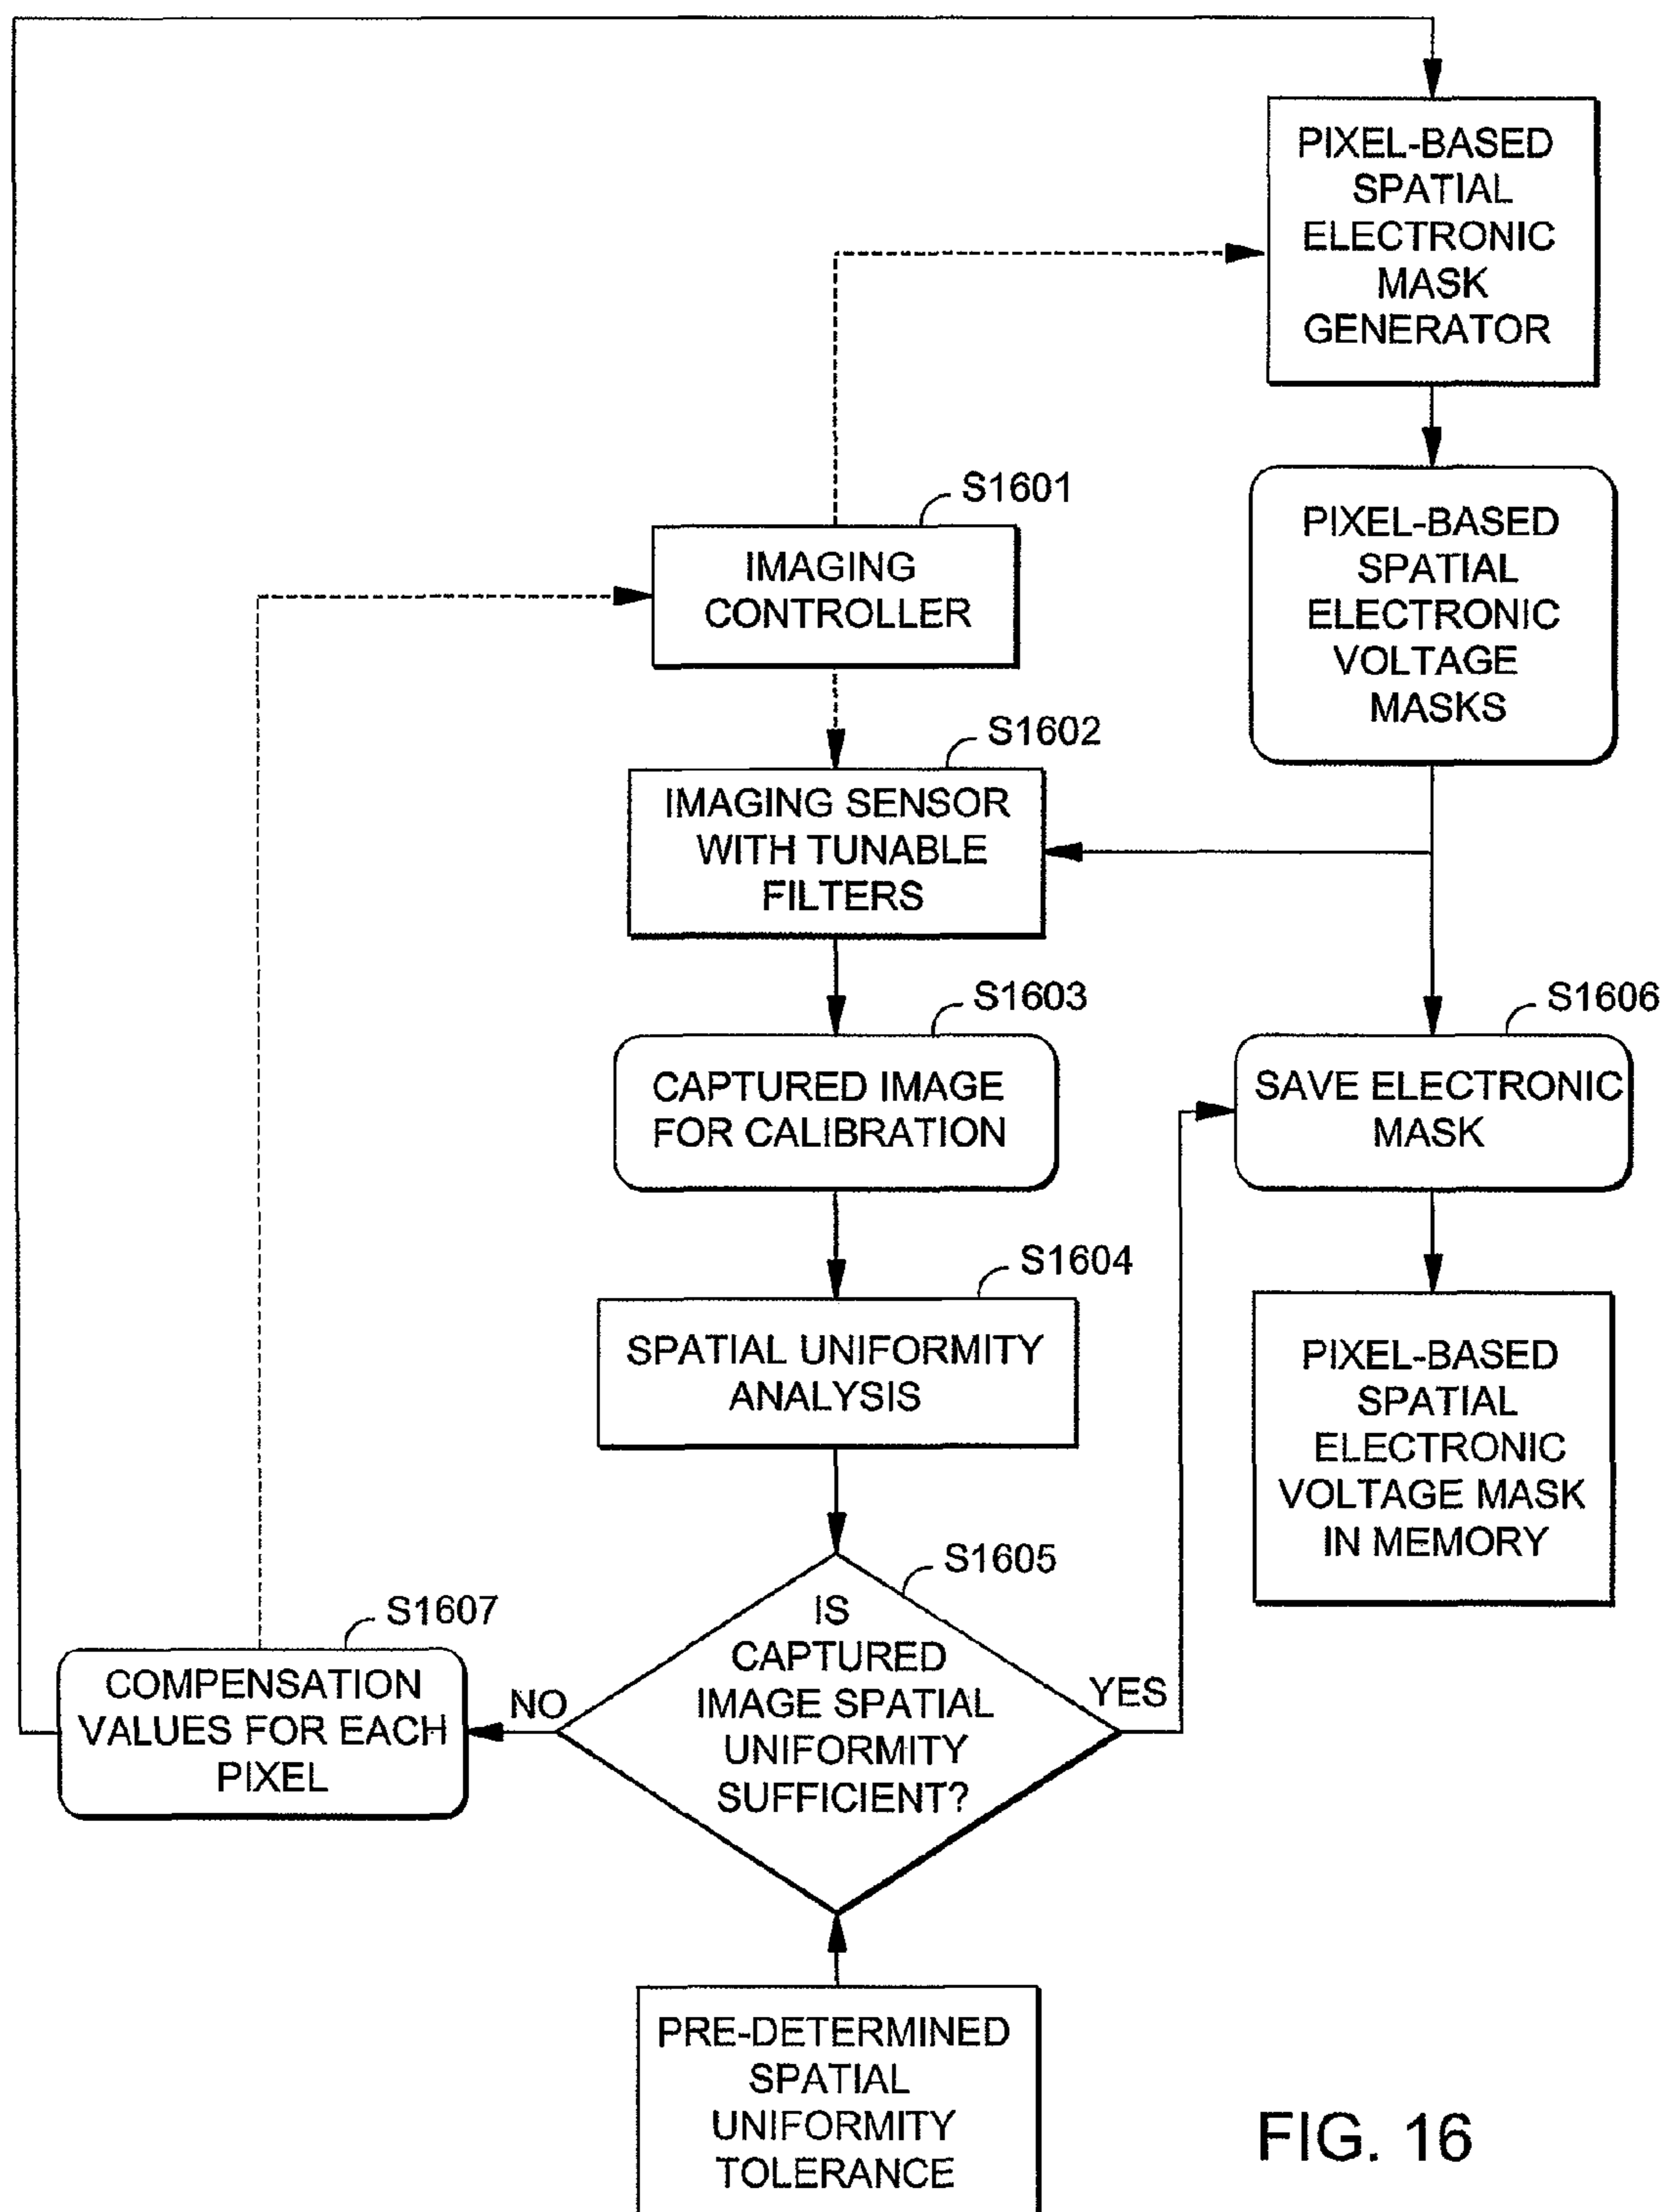 PIXEL-BASED
SPATIAL
ELECTRONIC
MASK
GENERATOR
S1601
IMAGING
CONTROLLER
PIXEL-BASED
SPATIAL
ELECTRONIC
VOLTAGE
MASKS
S1602
IMAGING SENSOR
WITH TUNABLE
FILTERS
S1603
CAPTURED IMAGE
FOR CALIBRATION
S1606
SAVE ELECTRONIC
MASK
S1604
SPATIAL UNIFORMITY
ANALYSIS
PIXEL-BASED
SPATIAL
ELECTRONIC
VOLTAGE MASK
IN MEMORY
S1605
IS
CAPTURED
IMAGE SPATIAL
UNIFORMITY
SUFFICIENT?
YES
NO
S1607
COMPENSATION
VALUES FOR EACH
PIXEL
PRE-DETERMINED
SPATIAL
UNIFORMITY
TOLERANCE
FIG. 16